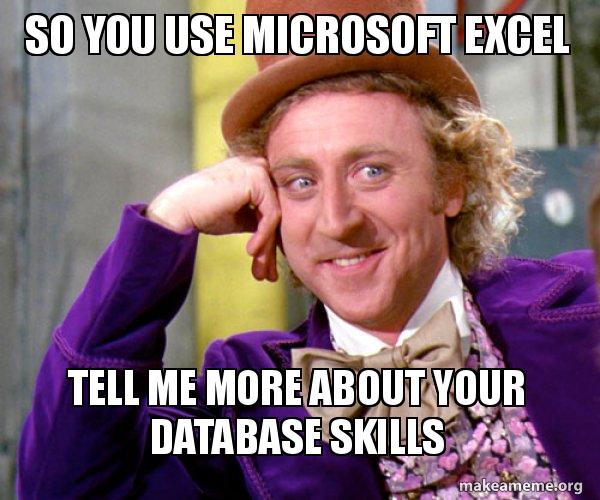 SO YOU USE MICROSOFT EXCEL
TELL ME MORE ABOUT YOUR
DATABASE SKILLS
makeameme.org